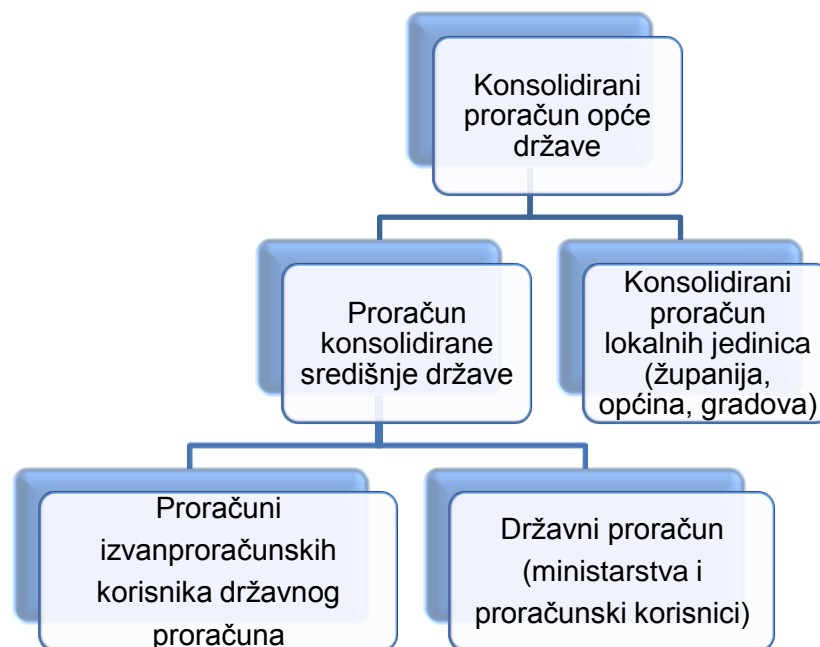 Konsolidirani
proračun opće
države
Proračun
konsolidirane
središnje države
Konsolidirani
proračun
lokalnih jedinica
(županija,
općina, gradova)
Proračuni
izvanproračunskih
korisnika državnog
proračuna
Državni proračun
(ministarstva i
proračunski korisnici)